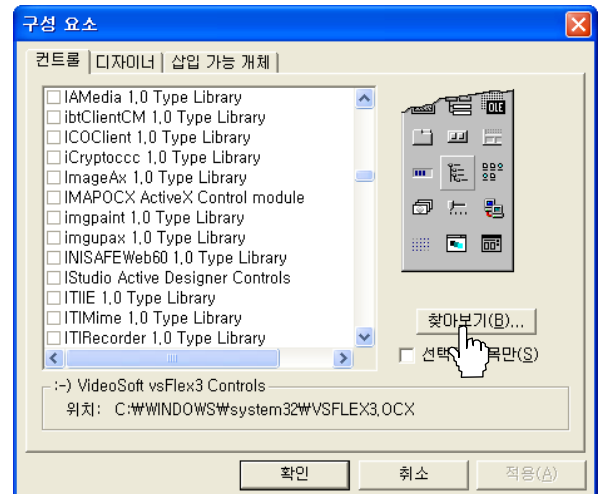 구성 요소
컨트롤 디자이너 삽입 가능 개체
IAMedia 1,0 Type Library
ibtClientCM 1,0 Type Library
ICOClient 1,0 Type Library
iCryptoccc 1,0 Type Library
ImageAx 1,0 Type Library
IMAPOCX ActiveX Control module
imgpaint 1,0 Type Library
imgupax 1,0 Type Library
INISAFEWeb60 1,0 Type Library
IStudio Active Designer Controls
ITIIE 1,0 Type Library
ITIMime 1,0 Type Library
ITIRecorder 1,0 Type Library
OLE
찾아보기(B)...
선택 목만(S)
:-) VideoSoft vsFlex3 Controls
위치: C:₩WINDOWS₩system32₩VSFLEX3,OCX
확인 취소 적용(A)